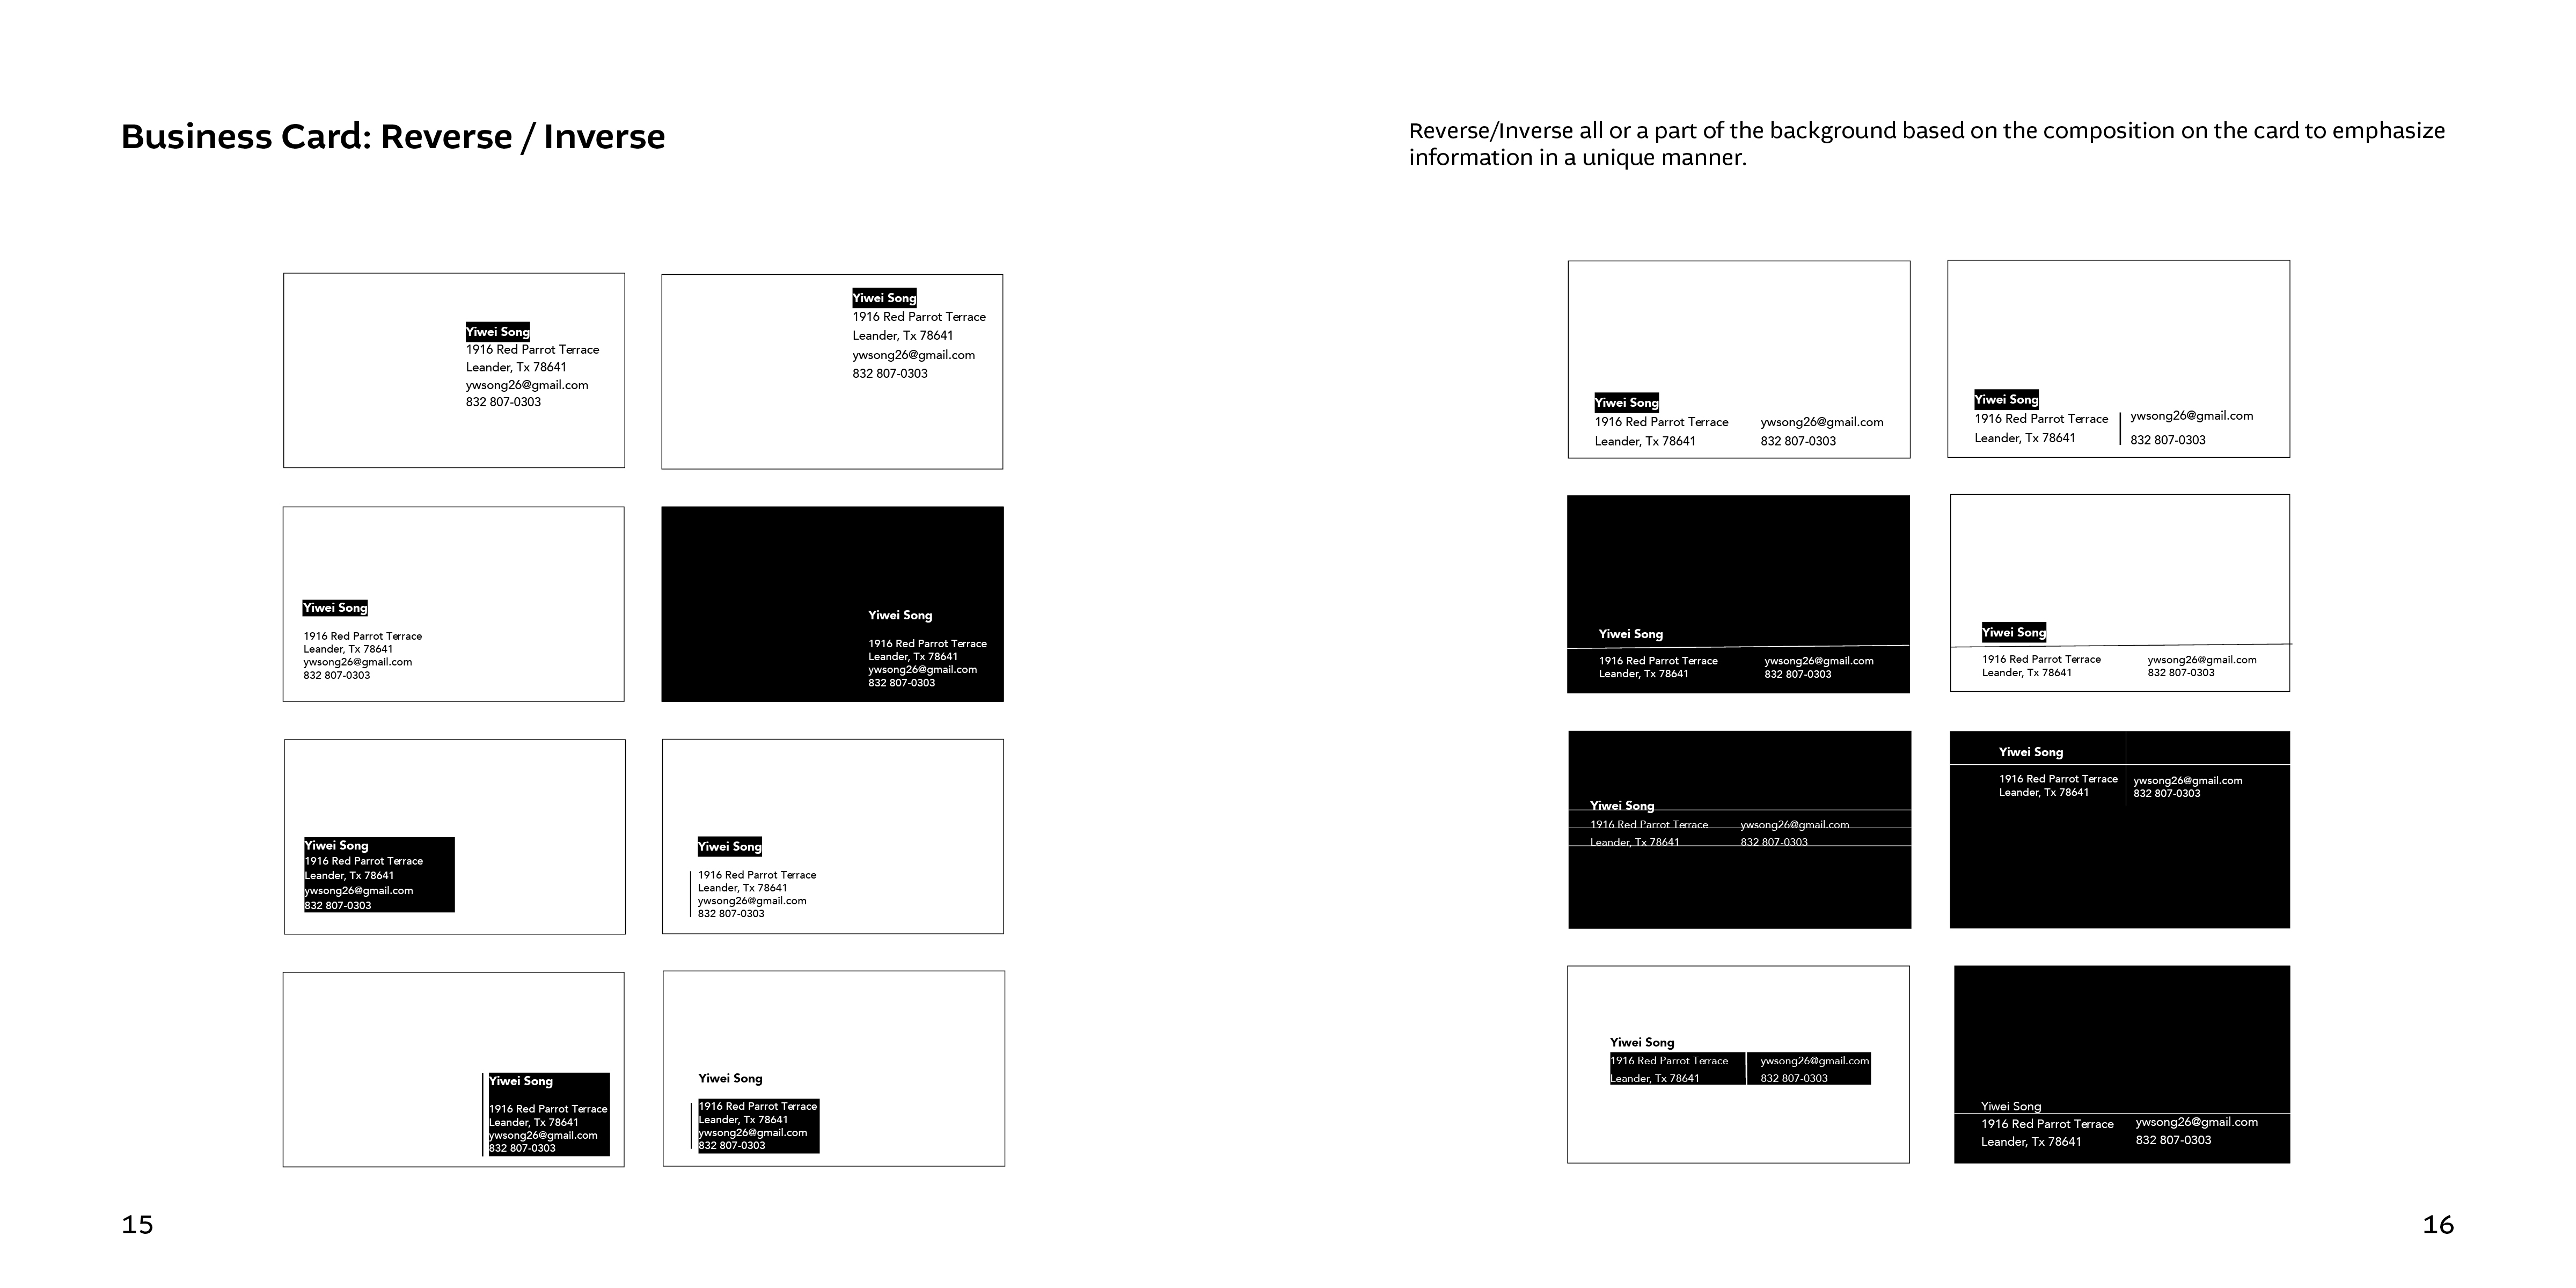 Business Card: Reverse / Inverse
Yiwei Song
1916 Red Parrot Terrace
Leander, Tx 78641
ywsong26@gmail.com
832 807-0303
Yiwei Song
1916 Red Parrot Terrace
Leander, Tx 78641
ywsong26@gmail.com
832 807-0303
Yiwei Song
1916 Red Parrot Terrace
Leander, Tx 78641
ywsong26@gmail.com
832 807-0303
Yiwei Song
1916 Red Parrot Terrace
Leander, Tx 78641
ywsong26@gmail.com
832 807-0303
Yiwei Song
1916 Red Parrot Terrace
Leander, Tx 78641
ywsong26@gmail.com
832 807-0303
Yiwei Song
1916 Red Parrot Terrace
Leander, Tx 78641
ywsong26@gmail.com
832 807-0303
Yiwei Song
1916 Red Parrot Terrace
Leander, Tx 78641
ywsong26@gmail.com
832 807-0303
Yiwei Song
1916 Red Parrot Terrace
Leander, Tx 78641
ywsong26@gmail.com
832 807-0303
15
Reverse/Inverse all or a part of the background based on the composition on the card to emphasize
information in a unique manner.
Yiwei Song
1916 Red Parrot Terrace
Leander, Tx 78641
ywsong26@gmail.com
832 807-0303
Yiwei Song
1916 Red Parrot Terrace
Leander, Tx 78641
ywsong26@gmail.com
832 807-0303
Yiwei Song
1916 Red Parrot Terrace
Leander, Tx 78641
ywsong26@gmail.com
832 807-0303
Yiwei Song
1916 Red Parrot Terrace
Leander, Tx 78641
ywsong26@gmail.com
832 807-0303
Yiwei Song
1916 Red Parrot Terrace
Leander, Tx 78641
ywsong26@gmail.com
832 807-0303
Yiwei Song
1916 Red Parrot Terrace
Leander, Tx 78641
ywsong26@gmail.com
832 807-0303
Yiwei Song
1916 Red Parrot Terrace
Leander, Tx 78641
ywsong26@gmail.com
832 807-0303
Yiwei Song
1916 Red Parrot Terrace
Leander, Tx 78641
ywsong26@gmail.com
832 807-0303
16